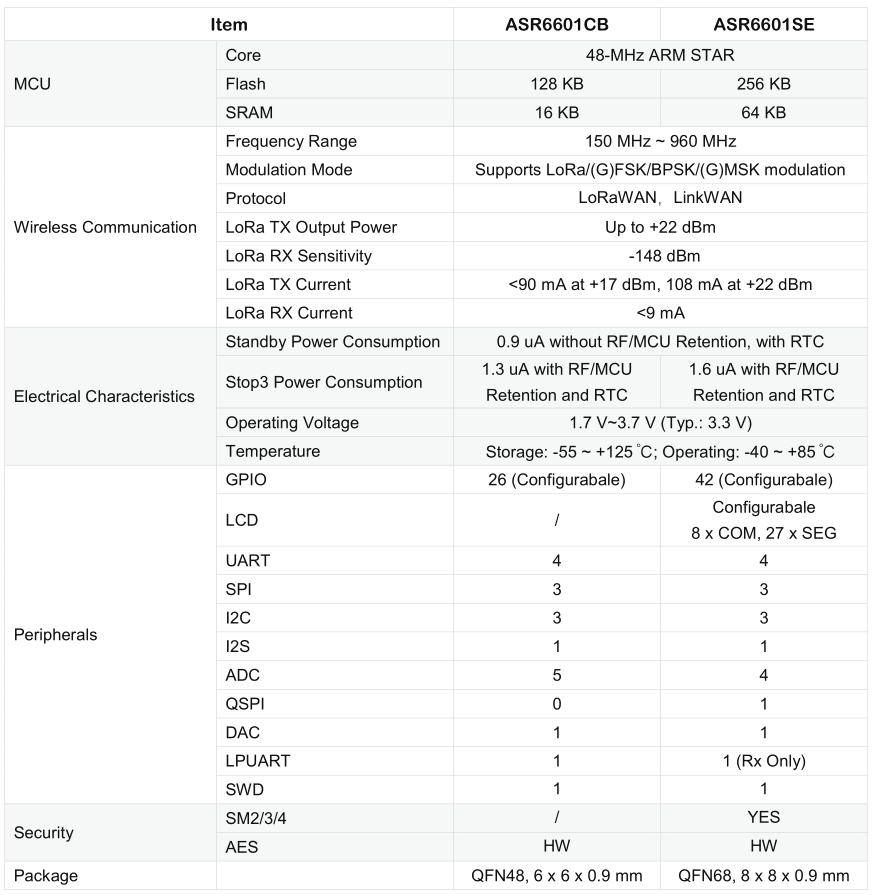 Item ASR6601CB ASR6601SE
MCU
Core 48-MHz ARM STAR
Flash 128 KB 256 KB
SRAM 16 KB 64 KB
Wireless Communication
Frequency Range 150 MHz ~ 960 MHz
Modulation Mode Supports LoRa/(G)FSK/BPSK/(G)MSK modulation
Protocol LoRaWAN，LinkWAN
LoRa TX Output Power Up to +22 dBm
LoRa RX Sensitivity -148 dBm
LoRa TX Current <90 mA at +17 dBm, 108 mA at +22 dBm
LoRa RX Current <9 mA
Electrical Characteristics
Standby Power Consumption 0.9 uA without RF/MCU Retention, with RTC
Stop3 Power Consumption
1.3 uA with RF/MCU
Retention and RTC
1.6 uA with RF/MCU
Retention and RTC
Operating Voltage 1.7 V~3.7 V (Typ.: 3.3 V)
Temperature Storage: -55 ~ +125℃; Operating: -40 ~ +85℃
Peripherals
GPIO 26 (Configurabale) 42 (Configurabale)
LCD /
Configurabale
8 x COM, 27 x SEG
UART 4 4
SPI 3 3
I2C 3 3
I2S 1 1
ADC 5 4
QSPI 0 1
DAC 1 1
LPUART 1 1 (Rx Only)
SWD 1 1
Security
SM2/3/4 / YES
AES HW HW
Package QFN48, 6 x 6 x 0.9 mm QFN68, 8 x 8 x 0.9 mm